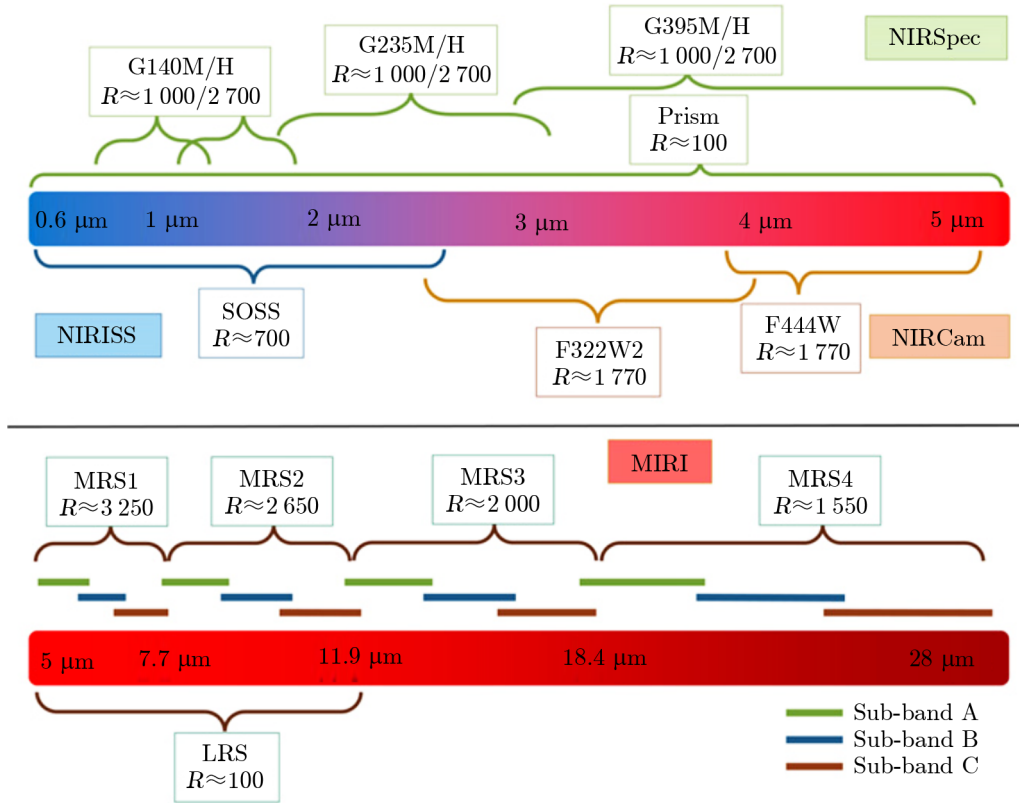 G395M/H
R≈1 000/2 700
NIRSpec
G235M/H
R≈1 000/2 700
G140M/H
R≈1 000/2 700
Prism
R≈100
0.6 μm
1 μm
2 μm
3 μm
4 μm
5 μm
NIRISS
SOSS
R≈700
F322W2
R≈1 770
F444W
R≈1 770
NIRCam
MIRI
MRS1
R≈3 250
MRS2
R≈2 650
MRS3
R≈2 000
MRS4
R≈1 550
5 μm
7.7 μm
11.9 μm
18.4 μm
28 μm
LRS
R≈100
Sub-band A
Sub-band B
Sub-band C